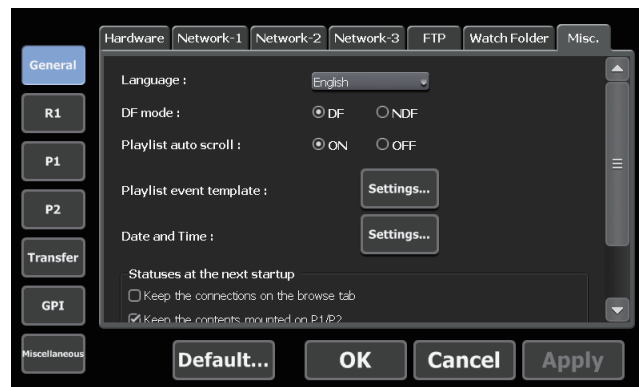 Hardware Network-1 Network-2 Network-3 FTP Watch Folder Misc.
General
R1
P1
P2
Transfer
GPI
Miscellaneous
Language : English
DF mode : DF NDF
Playlist auto scroll : ON OFF
Playlist event template : Settings...
Date and Time : Settings...
Statuses at the next startup
Keep the connections on the browse tab
Keep the contents mounted on P1/P2
Default... OK Cancel Apply